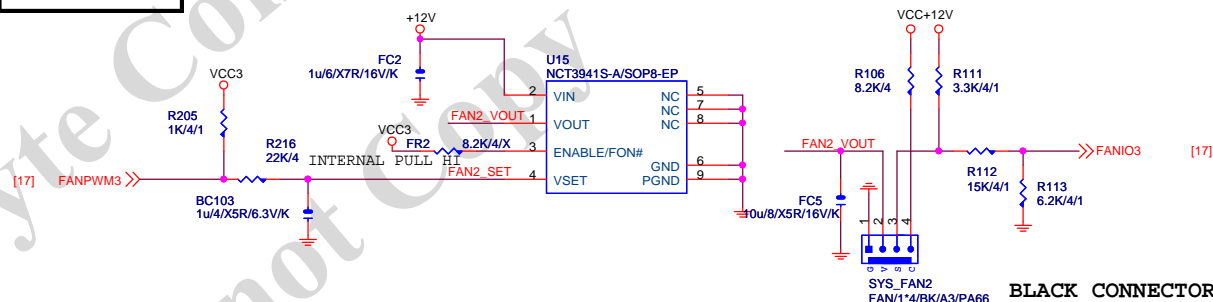 +12V
FC2
1u/6/X7R/16V/K
U15
NCT3941S-A/SOP8-EP
2 VIN
1 VOUT
3 ENABLE/FON#
4 VSET
NC 5
NC 7
NC 8
GND 6
PGND 9
FAN2_VOUT
VCC3
FR2 8.2K/4/X
INTERNAL PULL HI
FAN2_SET
VCC3
R205
1K/4/1
R216
22K/4
[17] FANPWM3
BC103
1u/4/X5R/6.3V/K
VCC
+12V
R106
8.2K/4
R111
3.3K/4/1
FAN2_VOUT
FANIO3 [17]
R112
15K/4/1
R113
6.2K/4/1
FC5
10u/8/X5R/16V/K
1 2 3 4
G V S C
SYS_FAN2
FAN/1*4/BK/A3/PA66
BLACK CONNECTOR
yte Co
not Copy